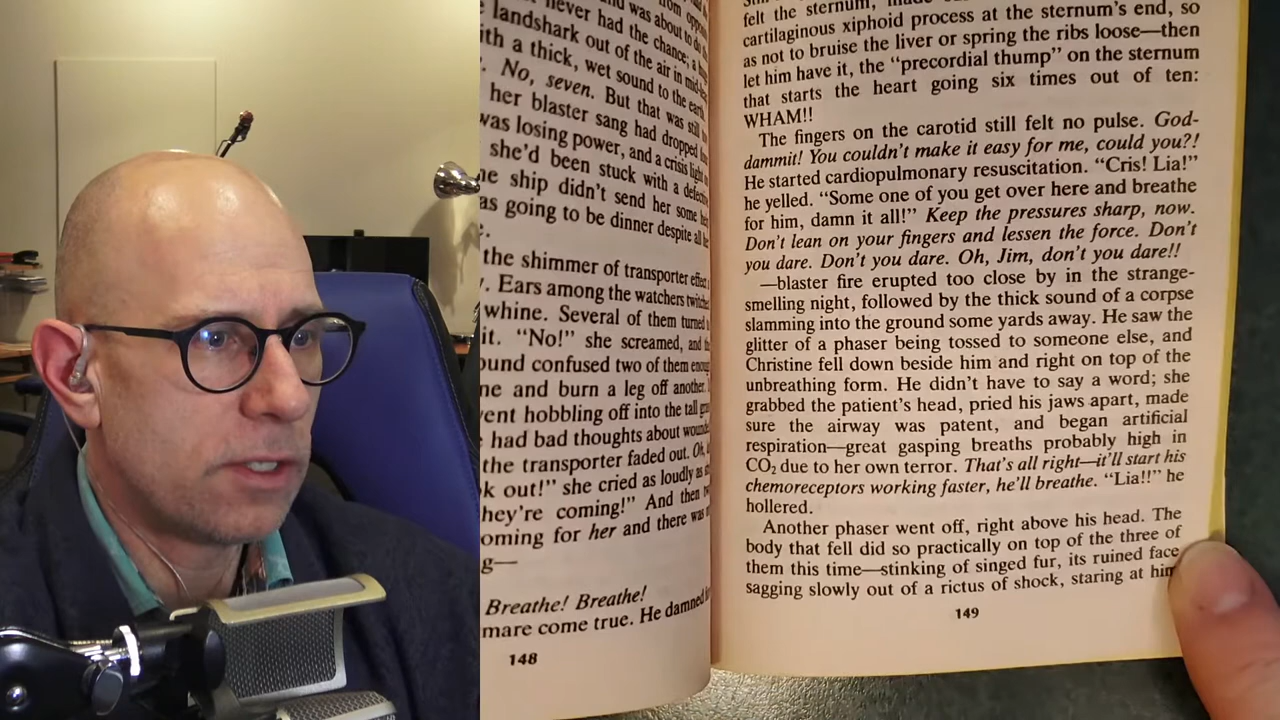 from
and was about to do
never had the chance; a
landshark out of the air in mid-
with a thick, wet sound to the earth
No, seven. But that was still
her blaster sang had dropped
was losing power, and a crisis light
she'd been stuck with a defective
ship didn't send her some
as going to be dinner despite all
the shimmer of transporter effect
Ears among the watchers twitched
whine. Several of them turned
it. "No!" she screamed, and
confused two of them enough
and burn a leg off another.
went hobbling off into the tall
had bad thoughts about
the transporter faded out. Oh,
out!" she cried as loudly as
they're coming!" And then
coming for her and there was
g—
Breathe! Breathe!
mare come true. He damned
148
felt the sternum, made
cartilaginous xiphoid process at the sternum's end, so
as not to bruise the liver or spring the ribs loose—then
let him have it, the "precordial thump" on the sternum
that starts the heart going six times out of ten:
WHAM!!
The fingers on the carotid still felt no pulse. God-
dammit! You couldn't make it easy for me, could you?!
He started cardiopulmonary resuscitation. "Cris! Lia!"
he yelled. "Some one of you get over here and breathe
for him, damn it all!" Keep the pressures sharp, now.
Don't lean on your fingers and lessen the force. Don't
you dare. Don't you dare. Oh, Jim, don't you dare!!
—blaster fire erupted too close by in the strange-
smelling night, followed by the thick sound of a corpse
slamming into the ground some yards away. He saw the
glitter of a phaser being tossed to someone else, and
Christine fell down beside him and right on top of the
unbreathing form. He didn't have to say a word; she
grabbed the patient's head, pried his jaws apart, made
sure the airway was patent, and began artificial
respiration—great gasping breaths probably high in
CO₂ due to her own terror. That's all right—it'll start his
chemoreceptors working faster, he'll breathe. "Lia!!" he
hollered.
Another phaser went off, right above his head. The
body that fell did so practically on top of the three of
them this time—stinking of singed fur, its ruined face
sagging slowly out of a rictus of shock, staring at him
149